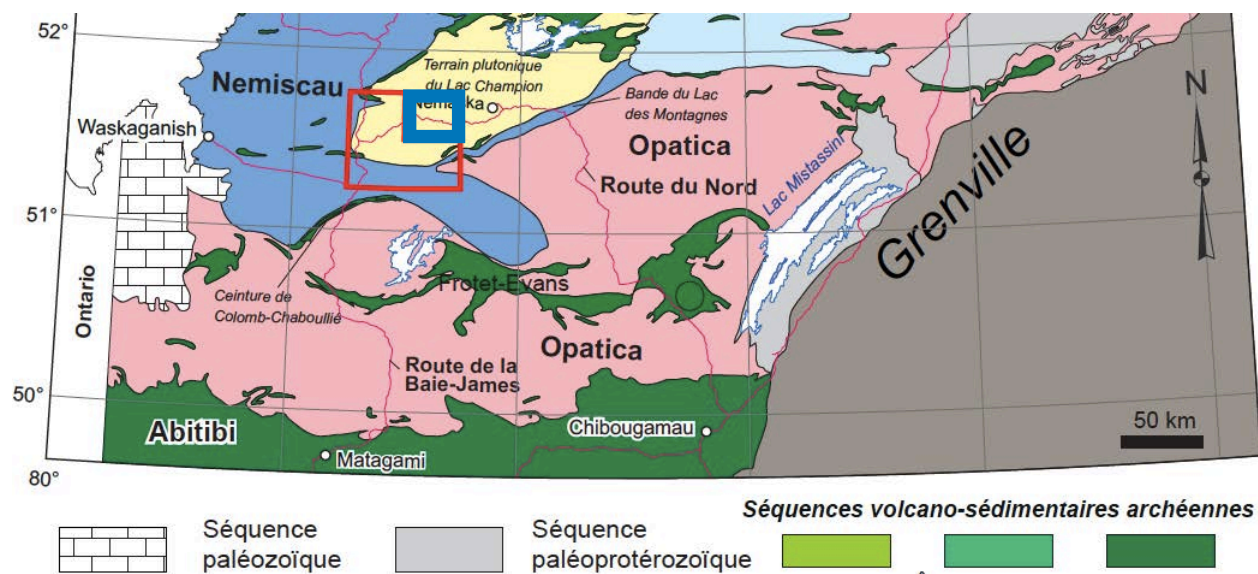 52°
Terrain plutonique
du Lac Champion
Nemiscau
Bande du Lac
des Montagnes
Waskaganish
Opatica
N
Route du Nord
Lac Mistassini
51°
Grenville
Ontario
Frotet-Evans
Ceinture de
Colomb-Chaboullié
Opatica
Route de la
Baie-James
50°
Abitibi
Chibougamau
50 km
Matagami
80°
Séquence
paléozoïque
Séquence
paléoprotérozoïque
Séquences volcano-sédimentaires archéennes